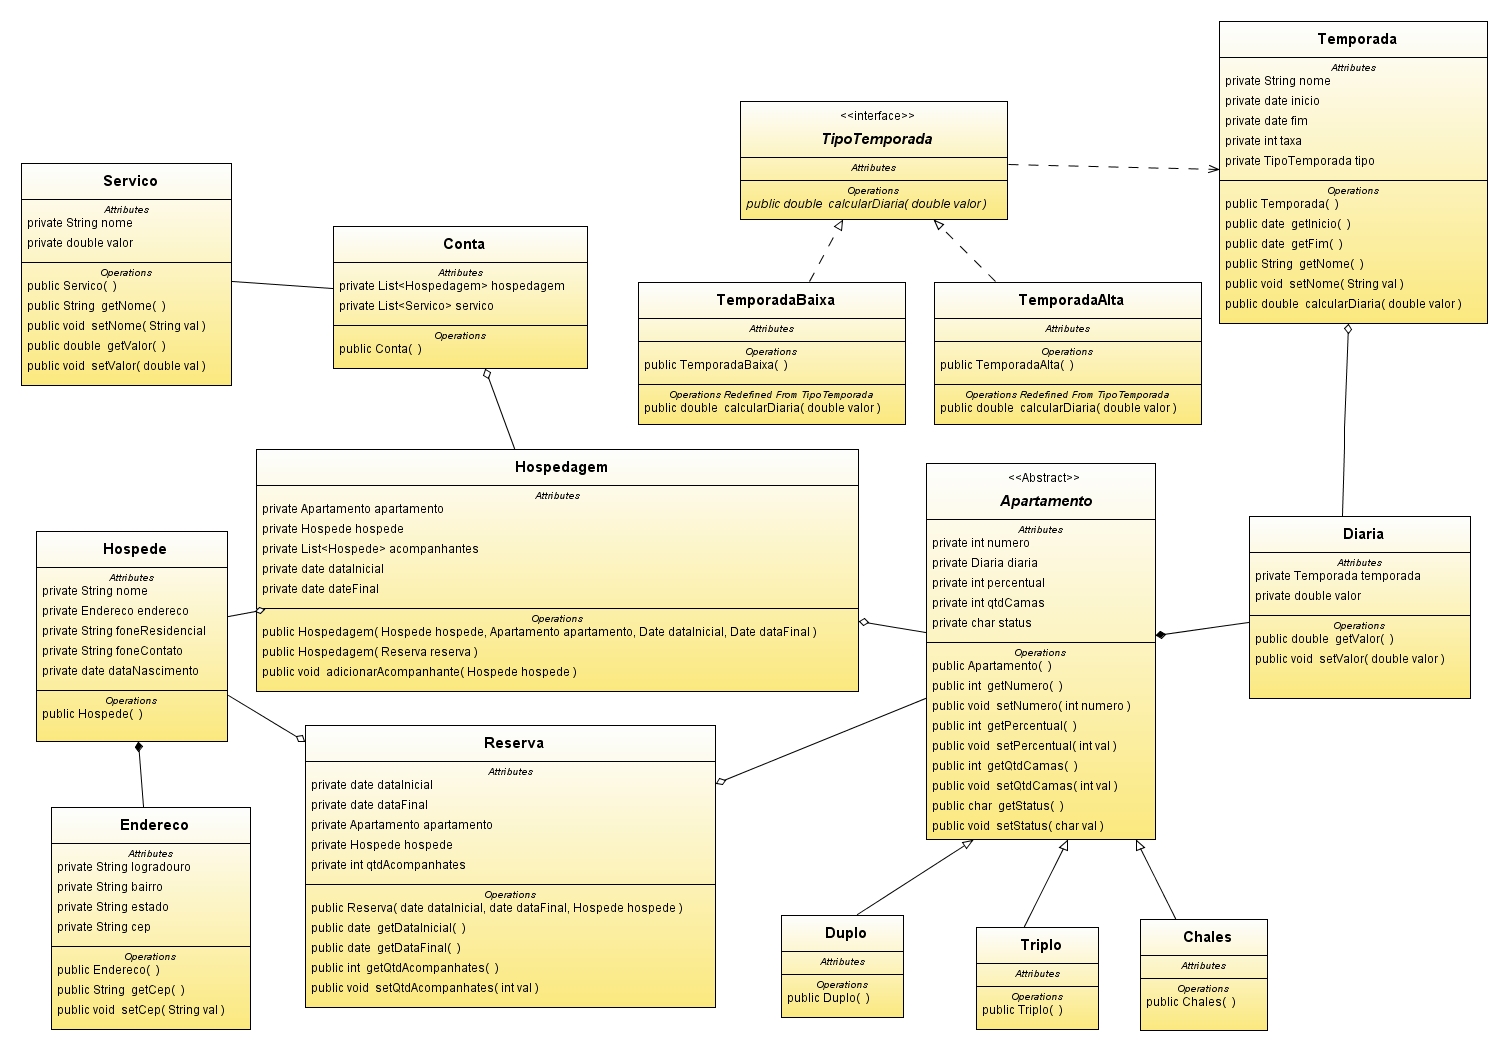 Temporada
Attributes
private String nome
private date inicio
private date fim
private int taxa
private TipoTemporada tipo
Operations
public Temporada( )
public date getInicio( )
public date getFim( )
public String getNome( )
public void setNome( String val )
public double calcularDiaria( double valor )
<<interface>>
TipoTemporada
Attributes
Operations
public double calcularDiaria( double valor )
Servico
Attributes
private String nome
private double valor
Operations
public Servico( )
public String getNome( )
public void setNome( String val )
public double getValor( )
public void setValor( double val )
Conta
Attributes
private List<Hospedagem> hospedagem
private List<Servico> servico
Operations
public Conta( )
TemporadaBaixa
Attributes
Operations
public TemporadaBaixa( )
Operations Redefined From TipoTemporada
public double calcularDiaria( double valor )
TemporadaAlta
Attributes
Operations
public TemporadaAlta( )
Operations Redefined From TipoTemporada
public double calcularDiaria( double valor )
Hospedagem
Attributes
private Apartamento apartamento
private Hospede hospede
private List<Hospede> acompanhantes
private date dataInicial
private date dateFinal
Operations
public Hospedagem( Hospede hospede, Apartamento apartamento, Date dataInicial, Date dataFinal )
public Hospedagem( Reserva reserva )
public void adicionarAcompanhante( Hospede hospede )
<<Abstract>>
Apartamento
Attributes
private int numero
private Diaria diaria
private int percentual
private int qtdCamas
private char status
Operations
public Apartamento( )
public int getNumero( )
public void setNumero( int numero )
public int getPercentual( )
public void setPercentual( int val )
public int getQtdCamas( )
public void setQtdCamas( int val )
public char getStatus( )
public void setStatus( char val )
Diaria
Attributes
private Temporada temporada
private double valor
Operations
public double getValor( )
public void setValor( double valor )
Hospede
Attributes
private String nome
private Endereco endereco
private String foneResidencial
private String foneContato
private date dataNascimento
Operations
public Hospede( )
Reserva
Attributes
private date dataInicial
private date dataFinal
private Apartamento apartamento
private Hospede hospede
private int qtdAcompanhates
Operations
public Reserva( date dataInicial, date dataFinal, Hospede hospede )
public date getDataInicial( )
public date getDataFinal( )
public int getQtdAcompanhates( )
public void setQtdAcompanhates( int val )
Endereco
Attributes
private String logradouro
private String bairro
private String estado
private String cep
Operations
public Endereco( )
public String getCep( )
public void setCep( String val )
Duplo
Attributes
Operations
public Duplo( )
Triplo
Attributes
Operations
public Triplo( )
Chales
Attributes
Operations
public Chales( )